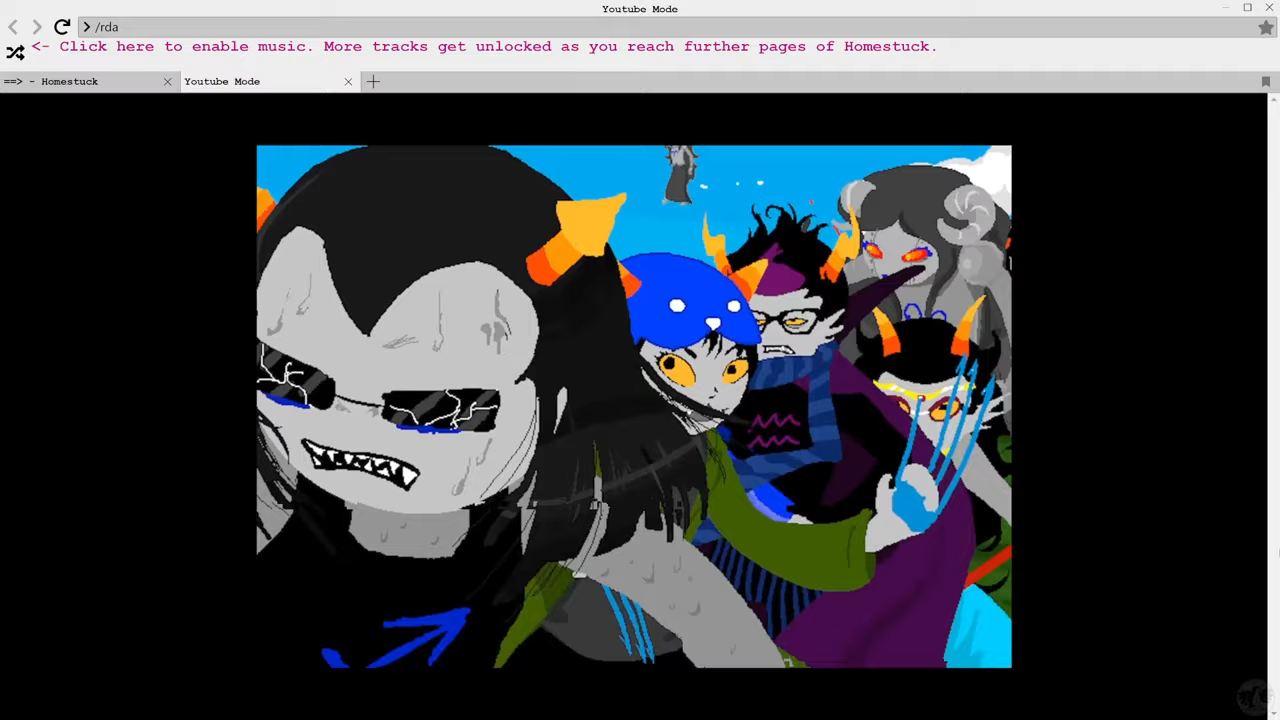 Youtube Mode
/rda
<- Click here to enable music. More tracks get unlocked as you reach further pages of Homestuck.
==> - Homestuck
Youtube Mode